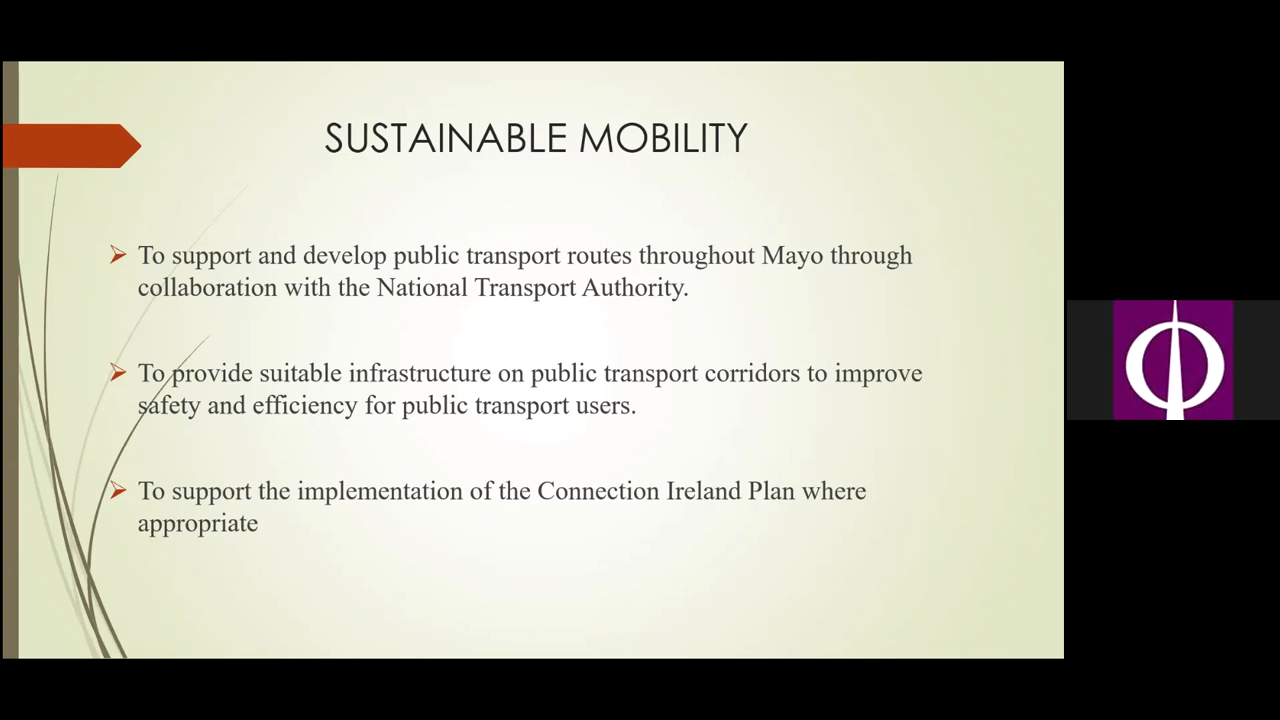 SUSTAINABLE MOBILITY
To support and develop public transport routes throughout Mayo through
collaboration with the National Transport Authority.
To provide suitable infrastructure on public transport corridors to improve
safety and efficiency for public transport users.
To support the implementation of the Connection Ireland Plan where
appropriate